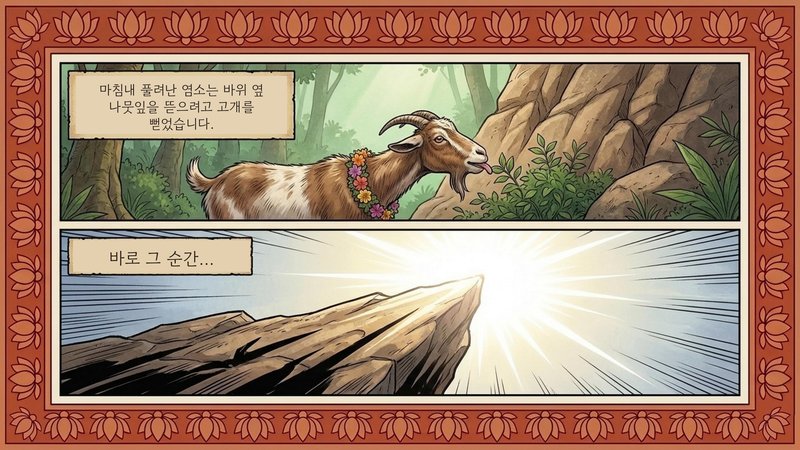 마침내 풀려난 염소는 바위 옆
나뭇잎을 뜯으려고 고개를
뻗었습니다.
바로 그 순간...